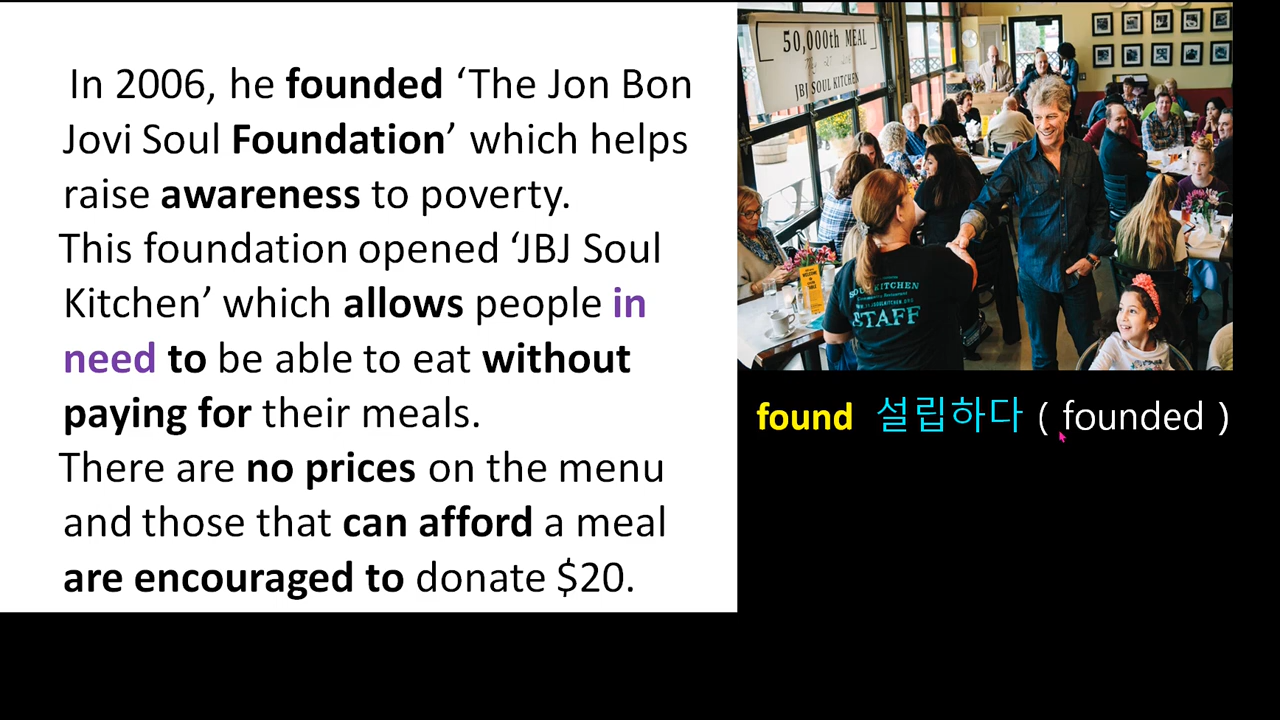 In 2006, he founded ‘The Jon Bon
Jovi Soul Foundation’ which helps
raise awareness to poverty.
This foundation opened ‘JBJ Soul
Kitchen’ which allows people in
need to be able to eat without
paying for their meals.
There are no prices on the menu
and those that can afford a meal
are encouraged to donate $20.
50,000th MEAL
JBJ SOUL KITCHEN
SOUL KITCHEN
STAFF
found 설립하다 ( founded )